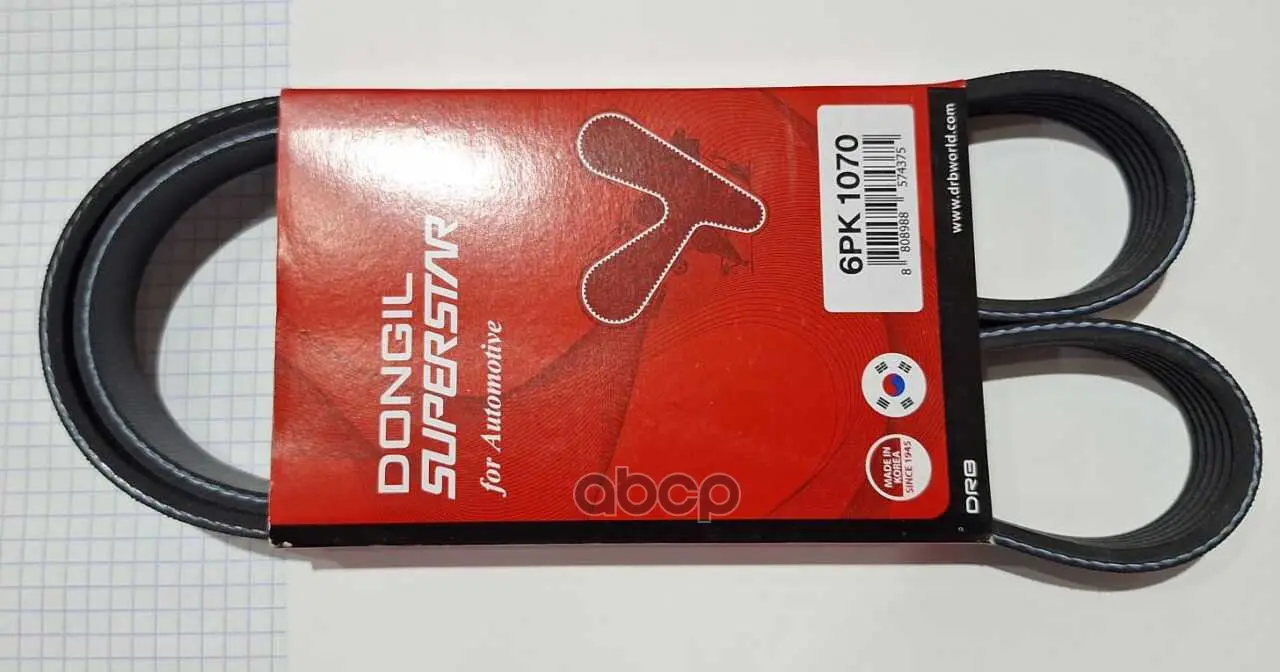 DONGIL
SUPERSTAR
for Automotive
6PK 1070
8 808988 574375
www.drbworld.com
MADE IN
KOREA
SINCE 1945
DRB
abcp